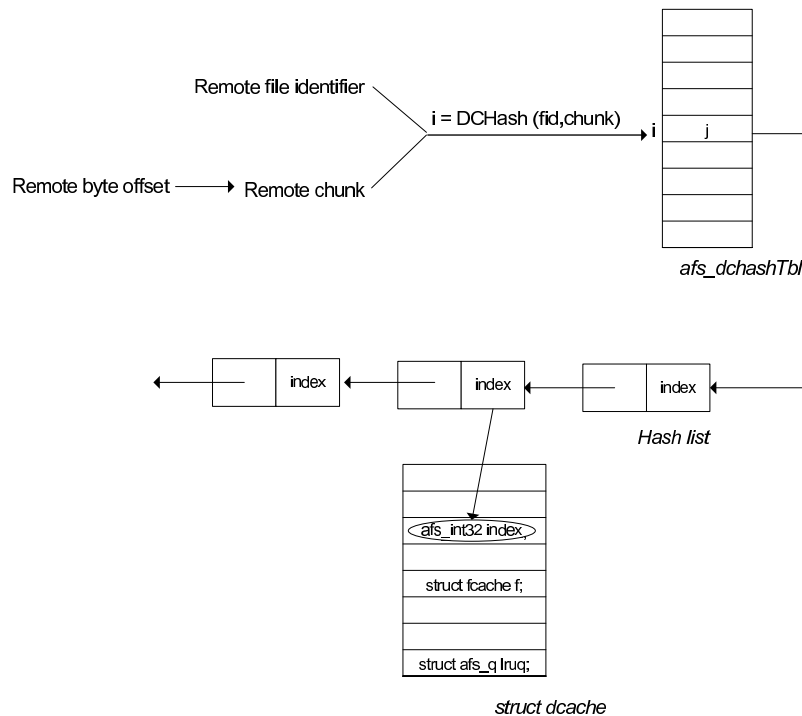 Remote file identifier
i = DCHash (fid,chunk)
i
j
Remote byte offset
Remote chunk
afs_dchashTbl
index
index
index
Hash list
afs_int32 index;
struct fcache f;
struct afs_q lruq;
struct dcache